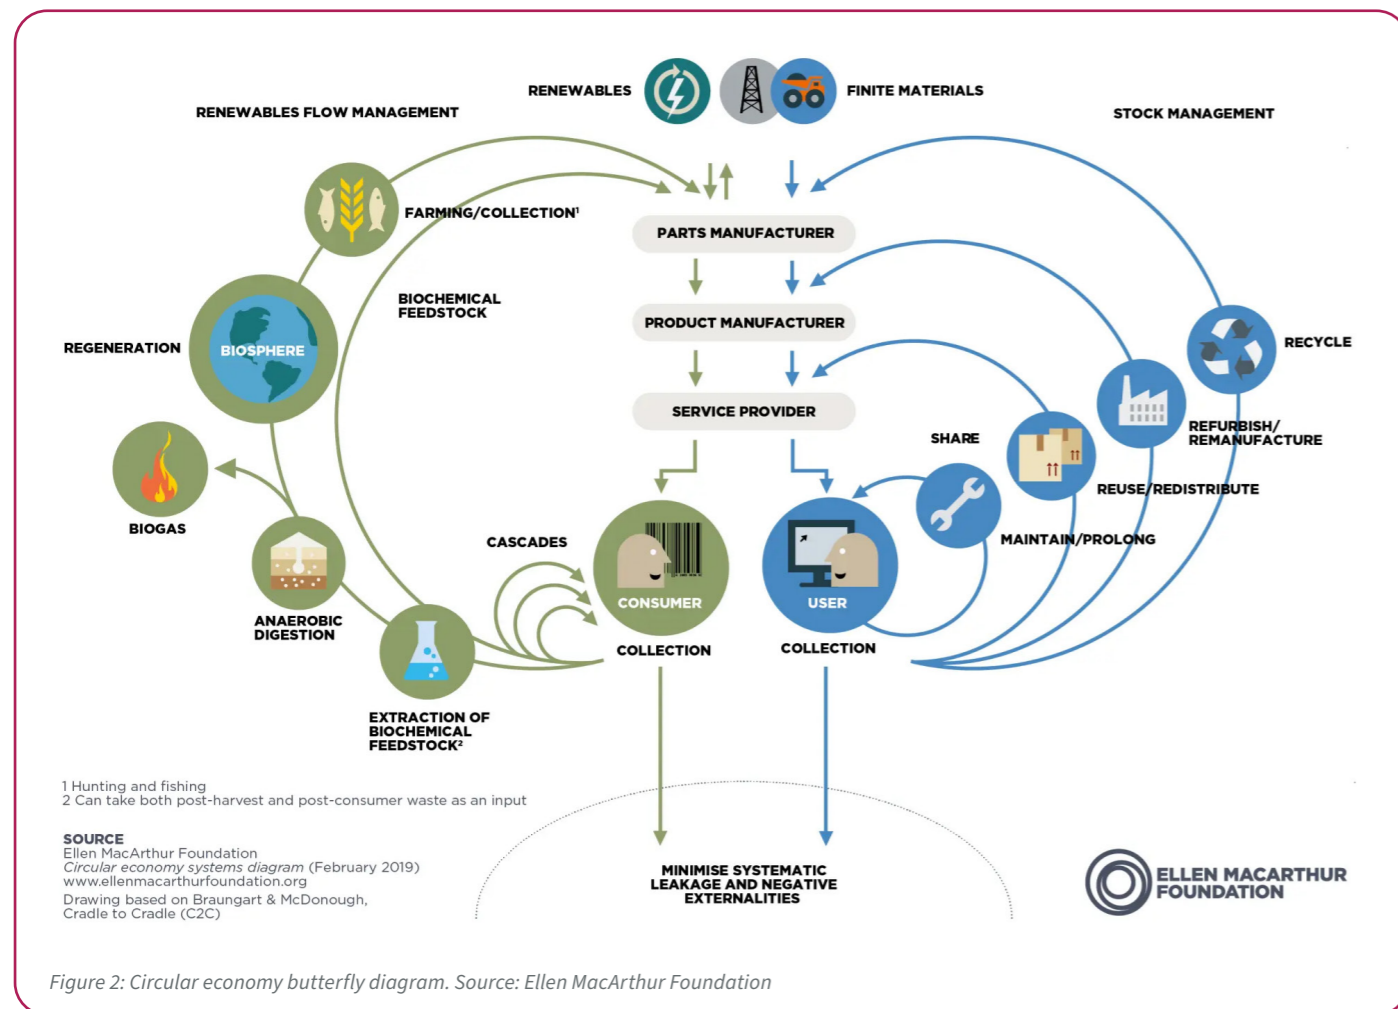 RENEWABLES
FINITE MATERIALS
RENEWABLES FLOW MANAGEMENT
STOCK MANAGEMENT
FARMING/COLLECTION¹
PARTS MANUFACTURER
BIOCHEMICAL
FEEDSTOCK
PRODUCT MANUFACTURER
REGENERATION
BIOSPHERE
RECYCLE
SERVICE PROVIDER
SHARE
REFURBISH/
REMANUFACTURE
REUSE/REDISTRIBUTE
BIOGAS
CASCADES
MAINTAIN/PROLONG
CONSUMER
USER
ANAEROBIC
DIGESTION
COLLECTION
COLLECTION
EXTRACTION OF
BIOCHEMICAL
FEEDSTOCK²
1 Hunting and fishing
2 Can take both post-harvest and post-consumer waste as an input
SOURCE
Ellen MacArthur Foundation
Circular economy systems diagram (February 2019)
www.ellenmacarthurfoundation.org
Drawing based on Braungart & McDonough,
Cradle to Cradle (C2C)
MINIMISE SYSTEMATIC
LEAKAGE AND NEGATIVE
EXTERNALITIES
ELLEN MACARTHUR
FOUNDATION
Figure 2: Circular economy butterfly diagram. Source: Ellen MacArthur Foundation